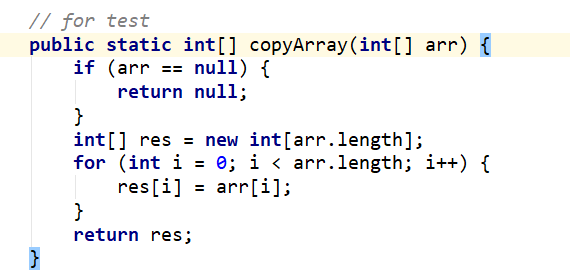 // for test
public static int[] copyArray(int[] arr) {
    if (arr == null) {
        return null;
    }
    int[] res = new int[arr.length];
    for (int i = 0; i < arr.length; i++) {
        res[i] = arr[i];
    }
    return res;
}